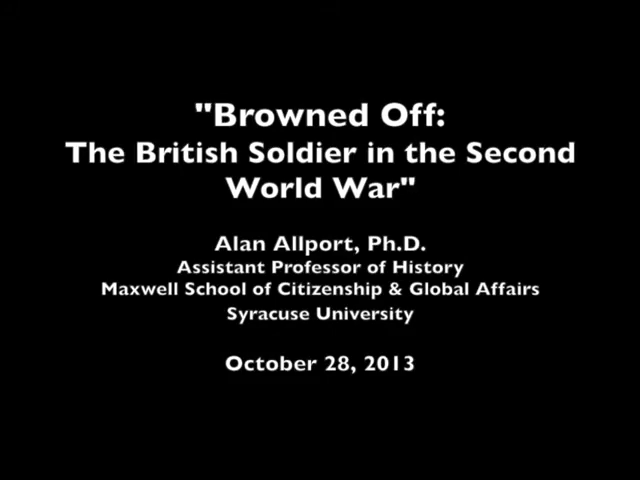 "Browned Off:
The British Soldier in the Second
World War"
Alan Allport, Ph.D.
Assistant Professor of History
Maxwell School of Citizenship & Global Affairs
Syracuse University
October 28, 2013